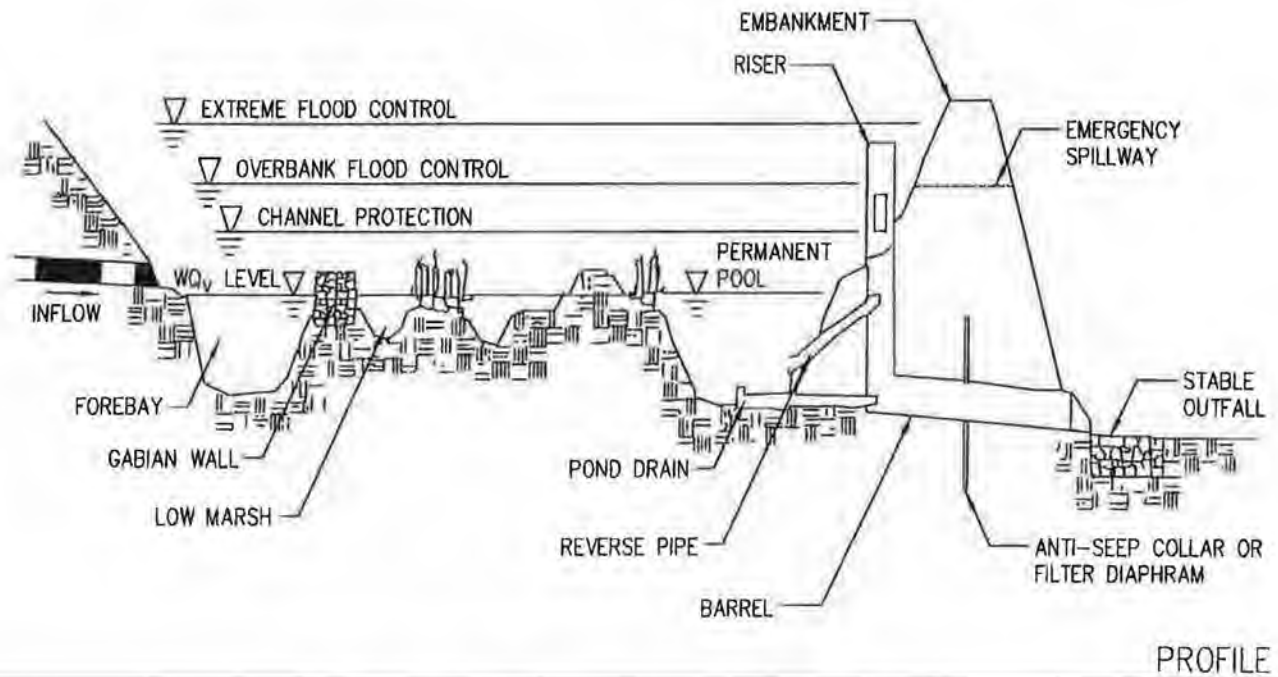 EMBANKMENT
RISER
EXTREME FLOOD CONTROL
EMERGENCY
SPILLWAY
OVERBANK FLOOD CONTROL
CHANNEL PROTECTION
PERMANENT
POOL
WQv LEVEL
INFLOW
FOREBAY
STABLE
OUTFALL
GABIAN WALL
POND DRAIN
LOW MARSH
REVERSE PIPE
ANTI-SEEP COLLAR OR
FILTER DIAPHRAM
BARREL
PROFILE